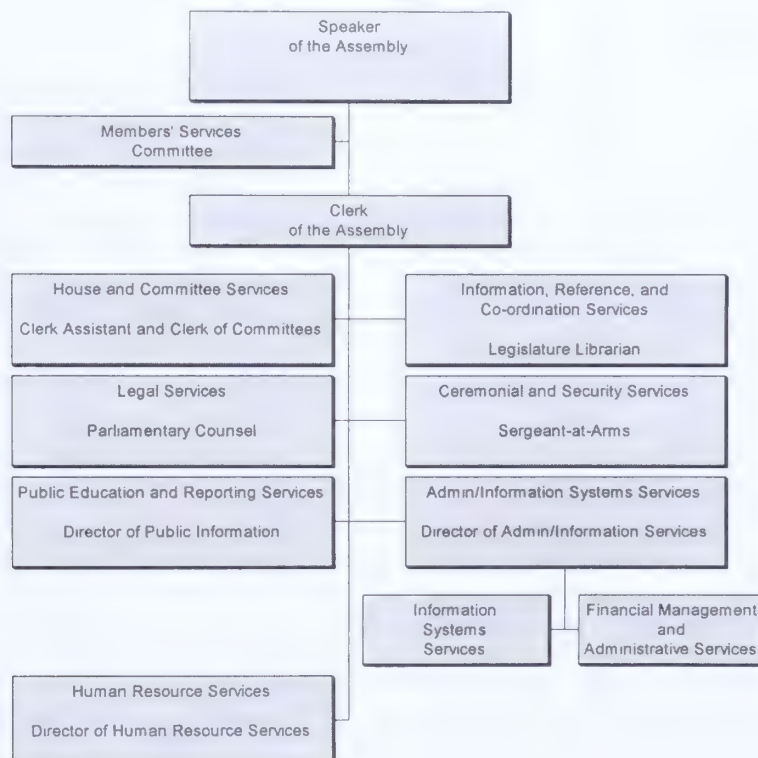 Speaker
of the Assembly
Members' Services
Committee
Clerk
of the Assembly
House and Committee Services
Clerk Assistant and Clerk of Committees
Information, Reference, and
Co-ordination Services
Legislature Librarian
Legal Services
Parliamentary Counsel
Ceremonial and Security Services
Sergeant-at-Arms
Public Education and Reporting Services
Director of Public Information
Admin/Information Systems Services
Director of Admin/Information Services
Information
Systems
Services
Financial Management
and
Administrative Services
Human Resource Services
Director of Human Resource Services